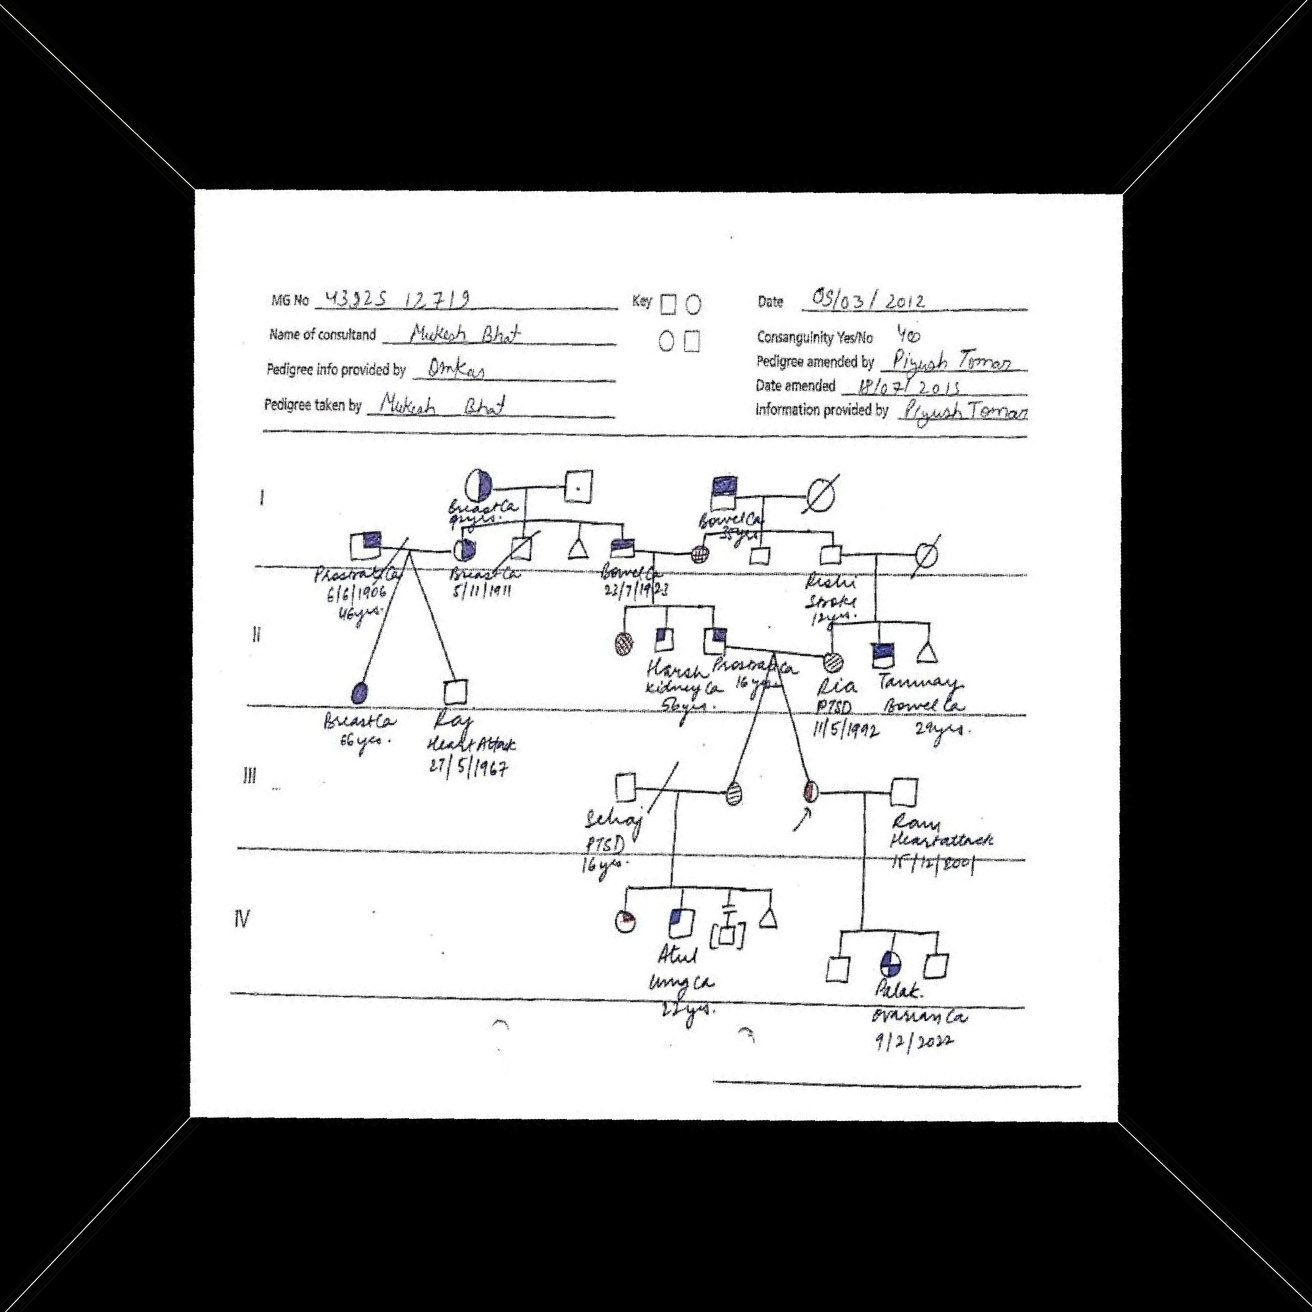 MG No 43925 12719 Key Date 05/03/2012
Name of consultand Mukesh Bhat Consanguinity Yes/No Yes
Pedigree info provided by Omkar Pedigree amended by Piyush Tomar
Date amended 18/07/2015
Pedigree taken by Mukesh Bhat Information provided by Piyush Tomar
I
Breast Ca
Bowel Ca
35yrs
Prostrate Ca
6/6/1906
46yrs.
Breast Ca
5/11/1911
Bowel Ca
23/7/1923
Rishi
Stroke
12yrs.
II
Harsh
Kidney Ca
56yrs.
Prostrate Ca
16yrs
Ria
PTSD
11/5/1992
Tanmay
Bowel Ca
29yrs.
Breast Ca
66yrs.
Raj
Heart Attack
27/5/1967
III
Sehaj
PTSD
16yrs.
Ram
Heart attack
15/12/2001
IV
Atul
Lung Ca
22yrs.
Palak.
Ovarian Ca
9/2/2022